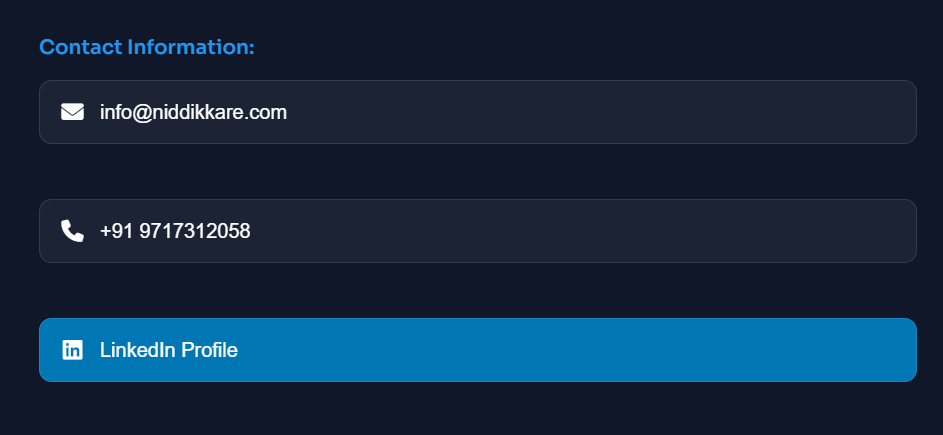 Contact Information:
info@niddikkare.com
+91 9717312058
LinkedIn Profile